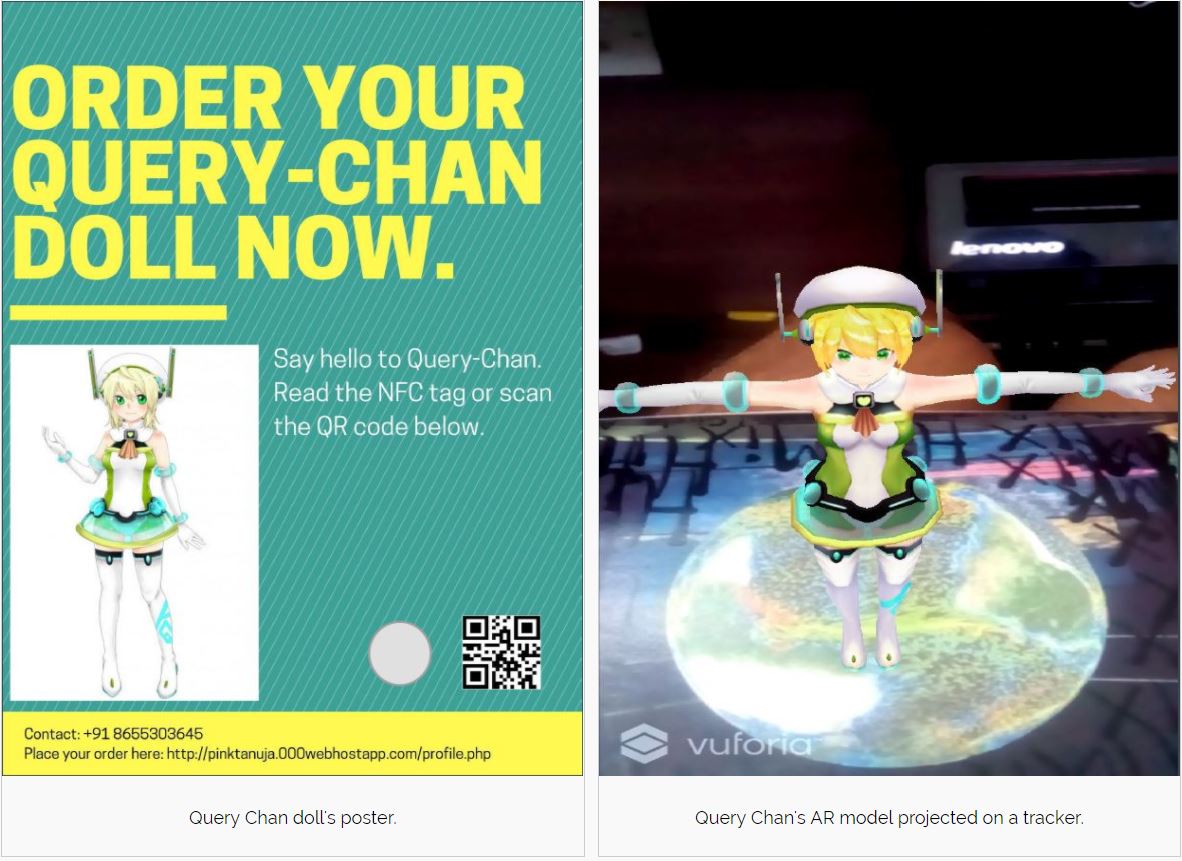 ORDER YOUR
QUERY-CHAN
DOLL NOW.
Say hello to Query-Chan.
Read the NFC tag or scan
the QR code below.
Contact: +91 8655303645
Place your order here: http://pinktanuja.000webhostapp.com/profile.php
Query Chan doll's poster.
lenovo
vuforia
Query Chan's AR model projected on a tracker.